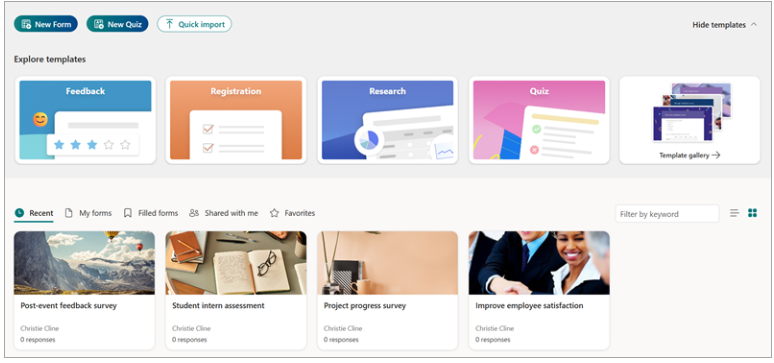 New Form
New Quiz
Quick import
Hide templates
Explore templates
Feedback
Registration
Research
Quiz
Template gallery
Recent
My forms
Filled forms
Shared with me
Favorites
Filter by keyword
Post-event feedback survey
Student intern assessment
Project progress survey
Improve employee satisfaction
Christie Cline
Christie Cline
Christie Cline
Christie Cline
0 responses
0 responses
0 responses
0 responses